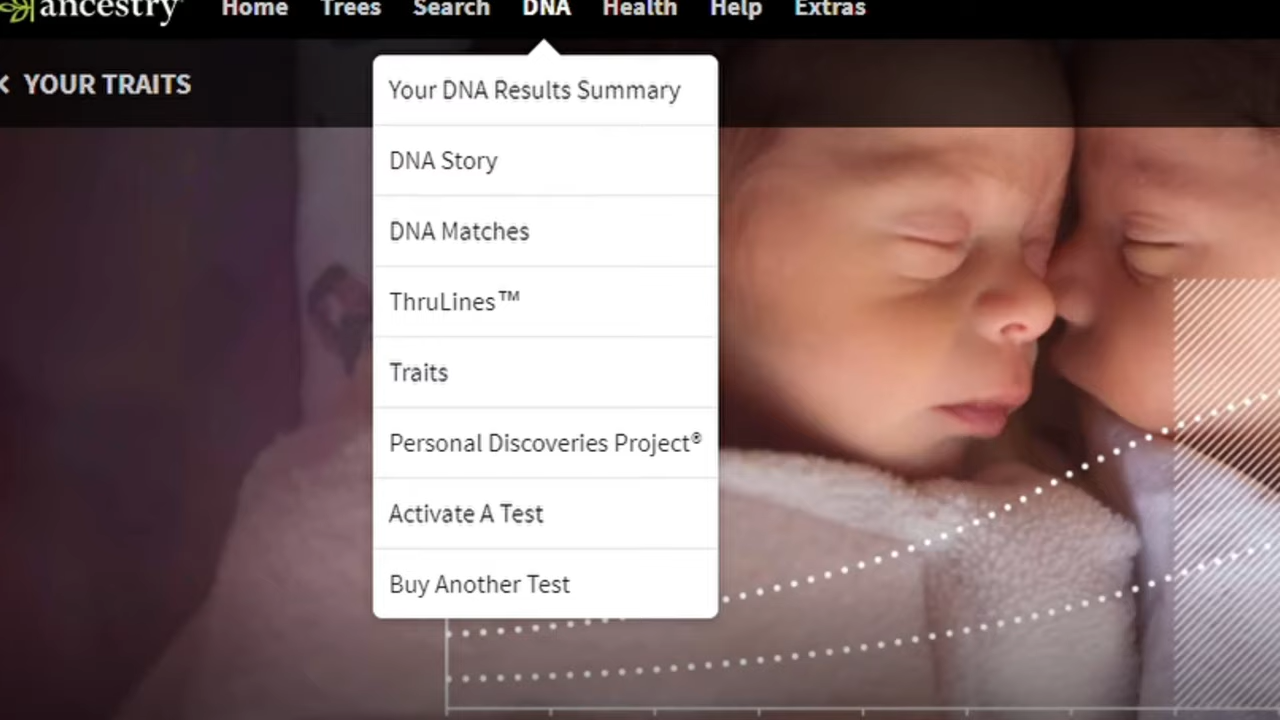 ancestry
Home Trees Search DNA Health Help Extras
YOUR TRAITS
Your DNA Results Summary
DNA Story
DNA Matches
ThruLines™
Traits
Personal Discoveries Project®
Activate A Test
Buy Another Test